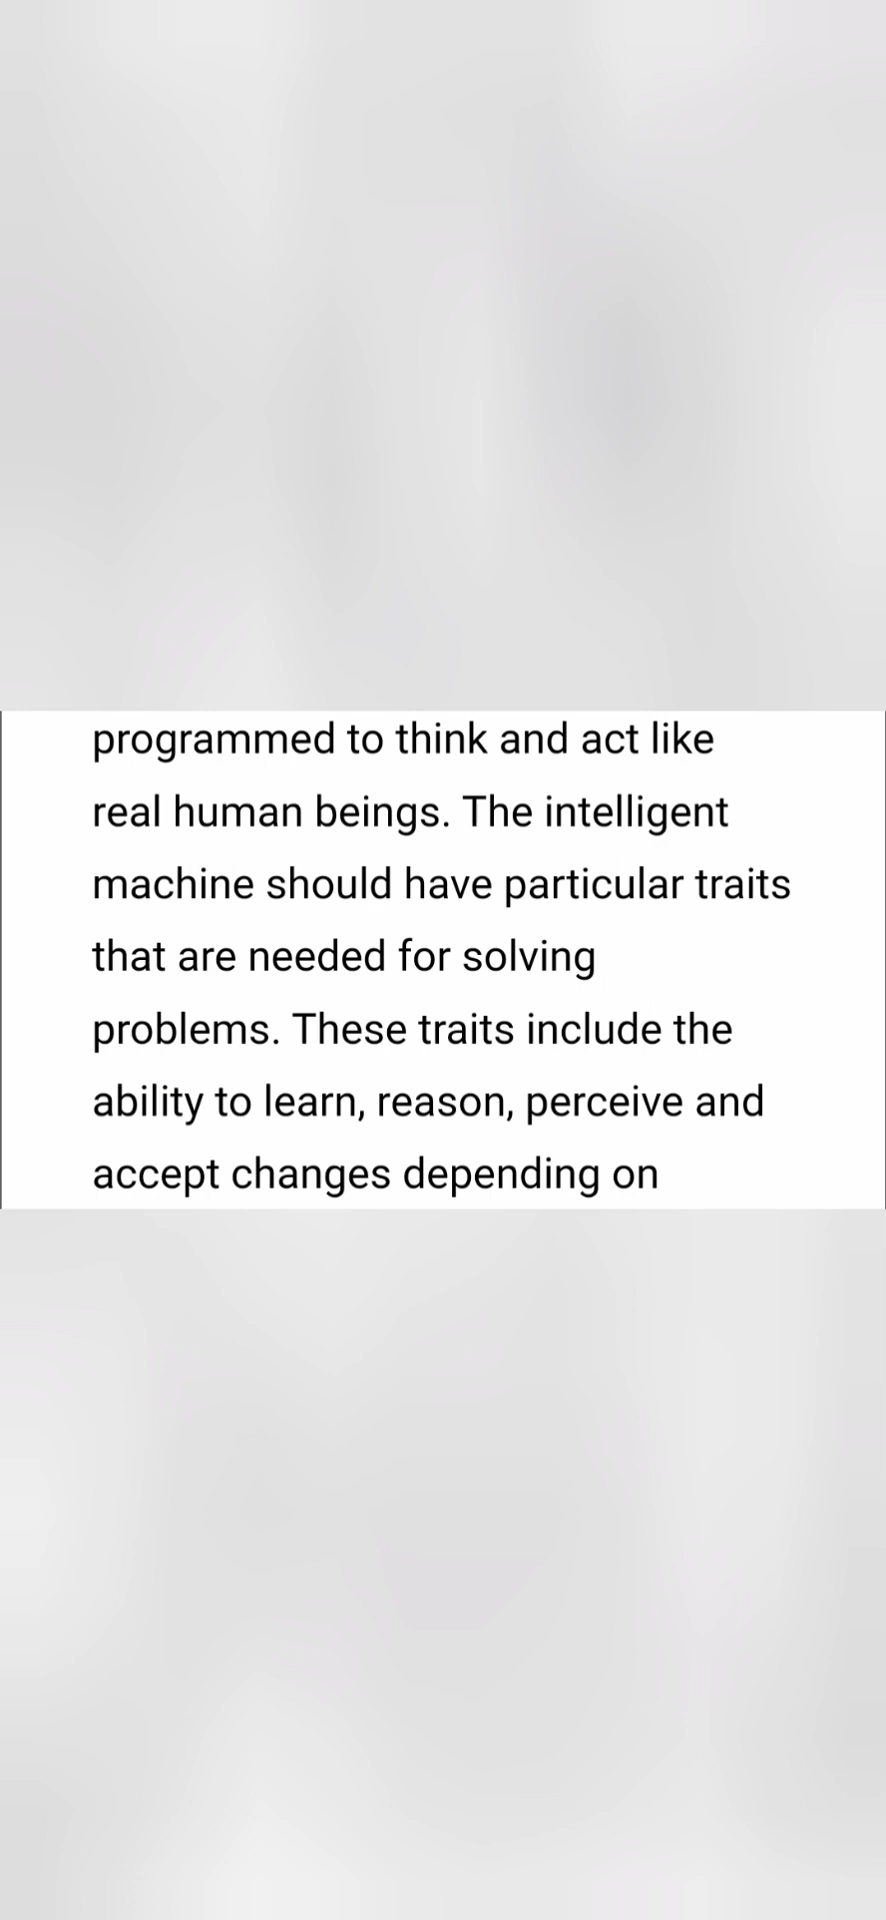 programmed to think and act like
real human beings. The intelligent
machine should have particular traits
that are needed for solving
problems. These traits include the
ability to learn, reason, perceive and
accept changes depending on